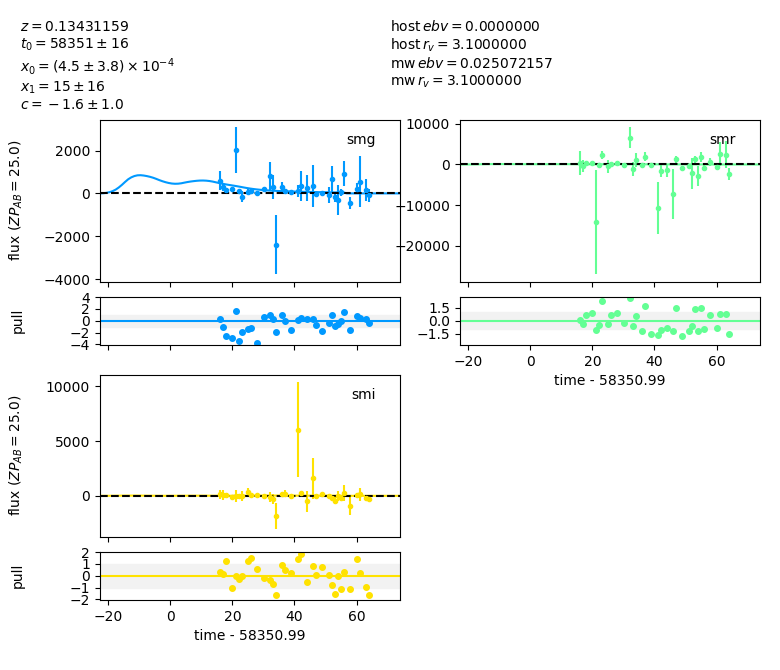 z = 0.13431159
t₀ = 58351 ± 16
x₀ = (4.5 ± 3.8) × 10⁻⁴
x₁ = 15 ± 16
c = −1.6 ± 1.0
host ebv = 0.0000000
host r_v = 3.1000000
mw ebv = 0.025072157
mw r_v = 3.1000000
smg
flux (ZP_AB = 25.0)
2000
0
−2000
−4000
pull
4
2
1
0
−1
−2
−4
smr
10000
0
−10000
−20000
1.5
0.0
−1.5
−20
0
20
40
60
time - 58350.99
smi
flux (ZP_AB = 25.0)
10000
5000
0
pull
2
1
0
−1
−2
−20
0
20
40
60
time - 58350.99